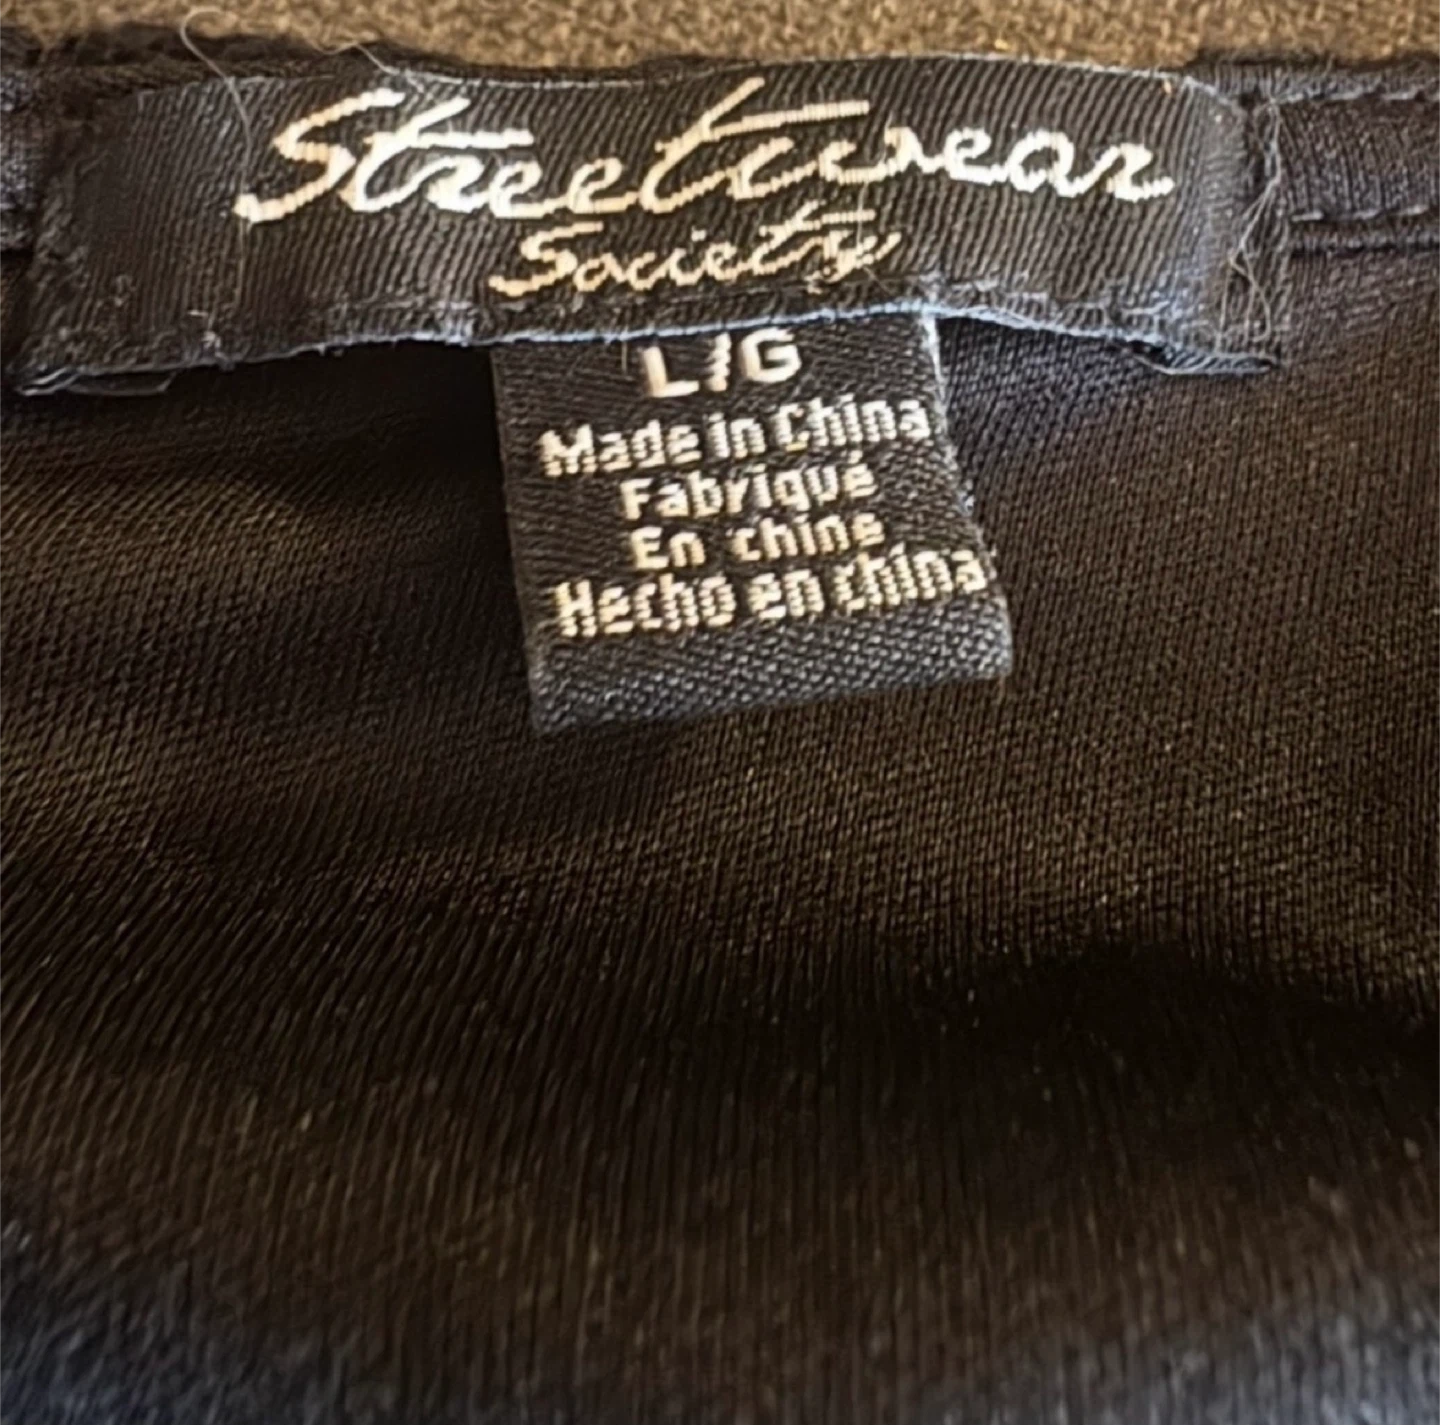 Streetwear
Society
L/G
Made in China
Fabriqué
En chine
Hecho en china